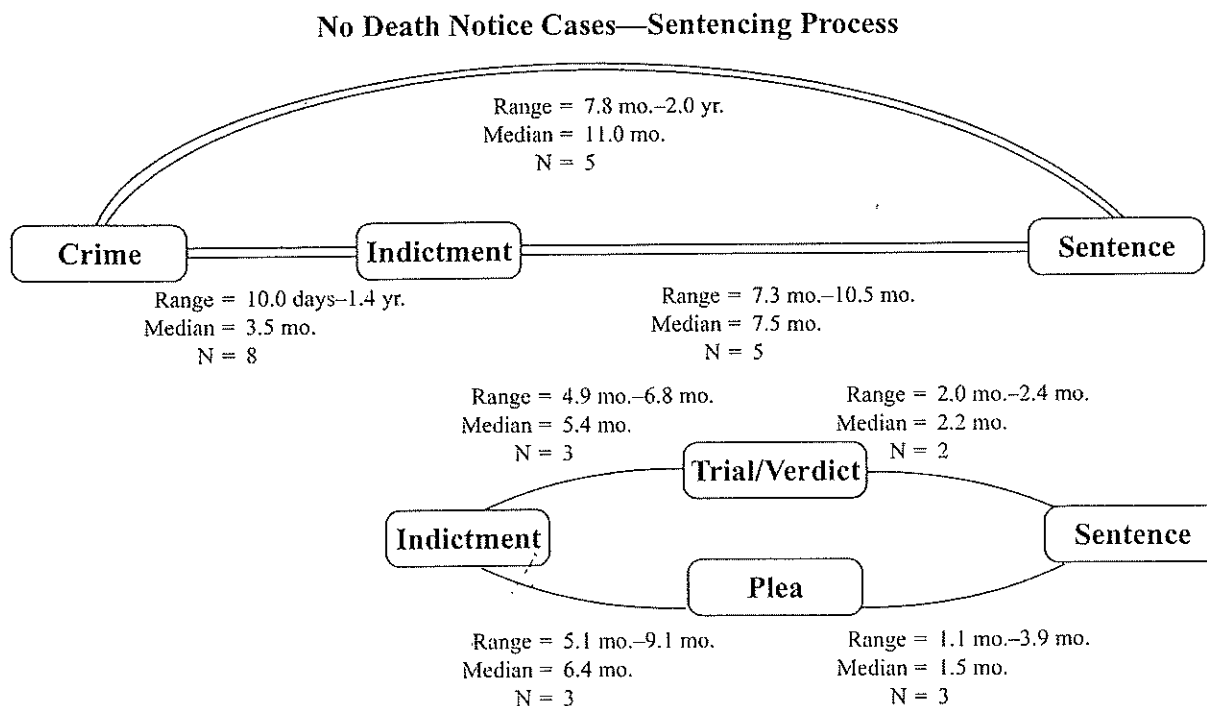 No Death Notice Cases—Sentencing Process
Range = 7.8 mo.–2.0 yr.
Median = 11.0 mo.
N = 5
Crime
Indictment
Sentence
Range = 10.0 days–1.4 yr.
Median = 3.5 mo.
N = 8
Range = 7.3 mo.–10.5 mo.
Median = 7.5 mo.
N = 5
Range = 4.9 mo.–6.8 mo.
Median = 5.4 mo.
N = 3
Range = 2.0 mo.–2.4 mo.
Median = 2.2 mo.
N = 2
Trial/Verdict
Indictment
Sentence
Plea
Range = 5.1 mo.–9.1 mo.
Median = 6.4 mo.
N = 3
Range = 1.1 mo.–3.9 mo.
Median = 1.5 mo.
N = 3